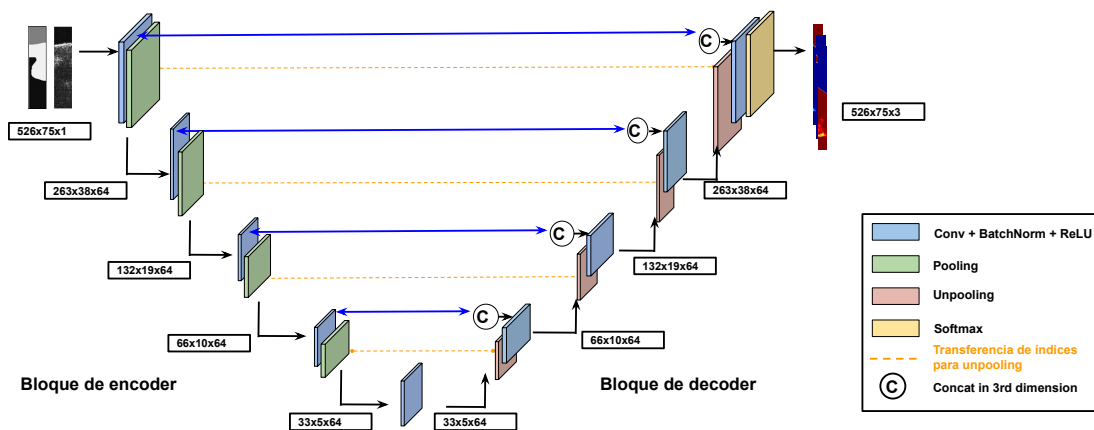 C
526x75x1
526x75x3
C
263x38x64
263x38x64
C
132x19x64
132x19x64
C
66x10x64
66x10x64
Bloque de encoder
Bloque de decoder
33x5x64
33x5x64
Conv + BatchNorm + ReLU
Pooling
Unpooling
Softmax
Transferencia de índices
para unpooling
C
Concat in 3rd dimension